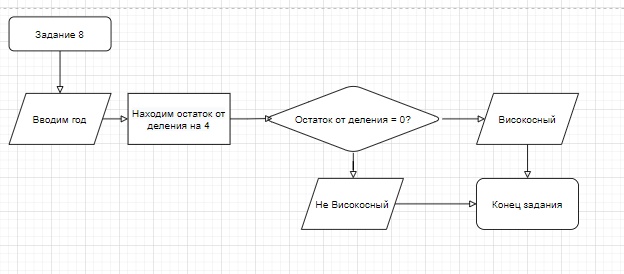 Задание 8
Вводим год
Находим остаток от
деления на 4
Остаток от деления = 0?
Високосный
Не Високосный
Конец задания